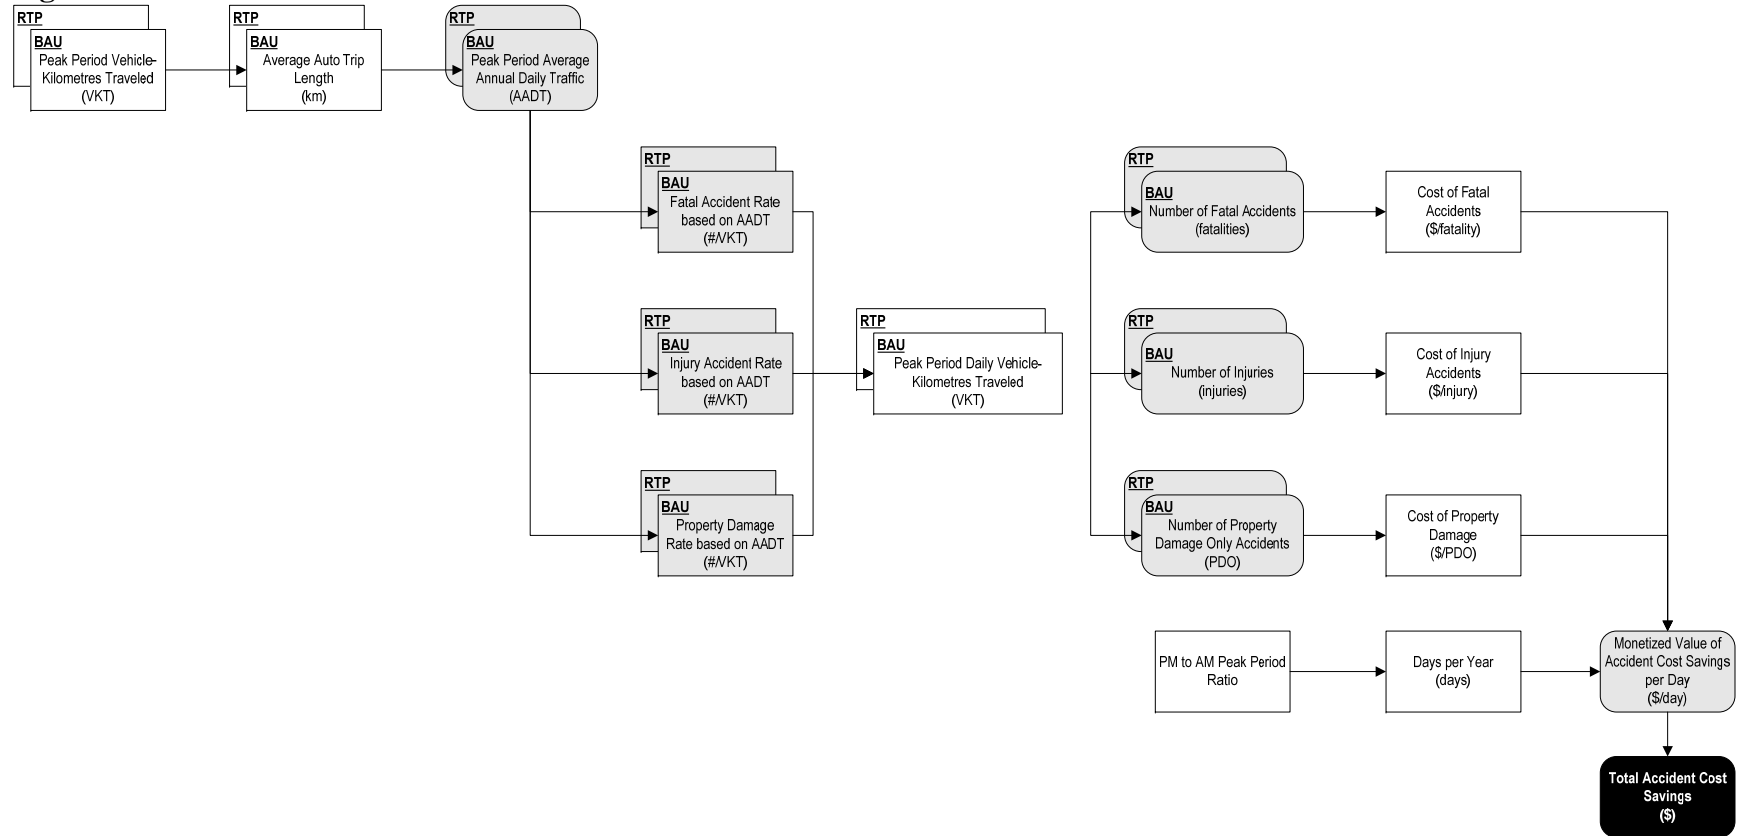 RTP
BAU
Peak Period Vehicle-
Kilometres Traveled
(VKT)
RTP
BAU
Average Auto Trip
Length
(km)
RTP
BAU
Peak Period Average
Annual Daily Traffic
(AADT)
RTP
BAU
Fatal Accident Rate
based on AADT
(#/VKT)
RTP
BAU
Injury Accident Rate
based on AADT
(#/VKT)
RTP
BAU
Property Damage
Rate based on AADT
(#/VKT)
RTP
BAU
Peak Period Daily Vehicle-
Kilometres Traveled
(VKT)
RTP
BAU
Number of Fatal Accidents
(fatalities)
RTP
BAU
Number of Injuries
(injuries)
RTP
BAU
Number of Property
Damage Only Accidents
(PDO)
Cost of Fatal
Accidents
($/fatality)
Cost of Injury
Accidents
($/injury)
Cost of Property
Damage
($/PDO)
PM to AM Peak Period
Ratio
Days per Year
(days)
Monetized Value of
Accident Cost Savings
per Day
($/day)
Total Accident Cost
Savings
($)